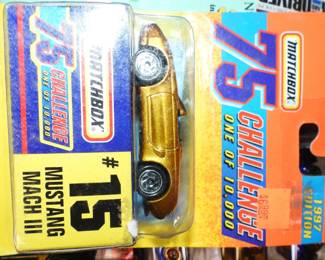 MATCHBOX
75
CHALLENGE
ONE OF 10,000
#15
MUSTANG
MACH III
MATCHBOX
75
CHALLENGE
ONE OF 10,000
1997
EDITION